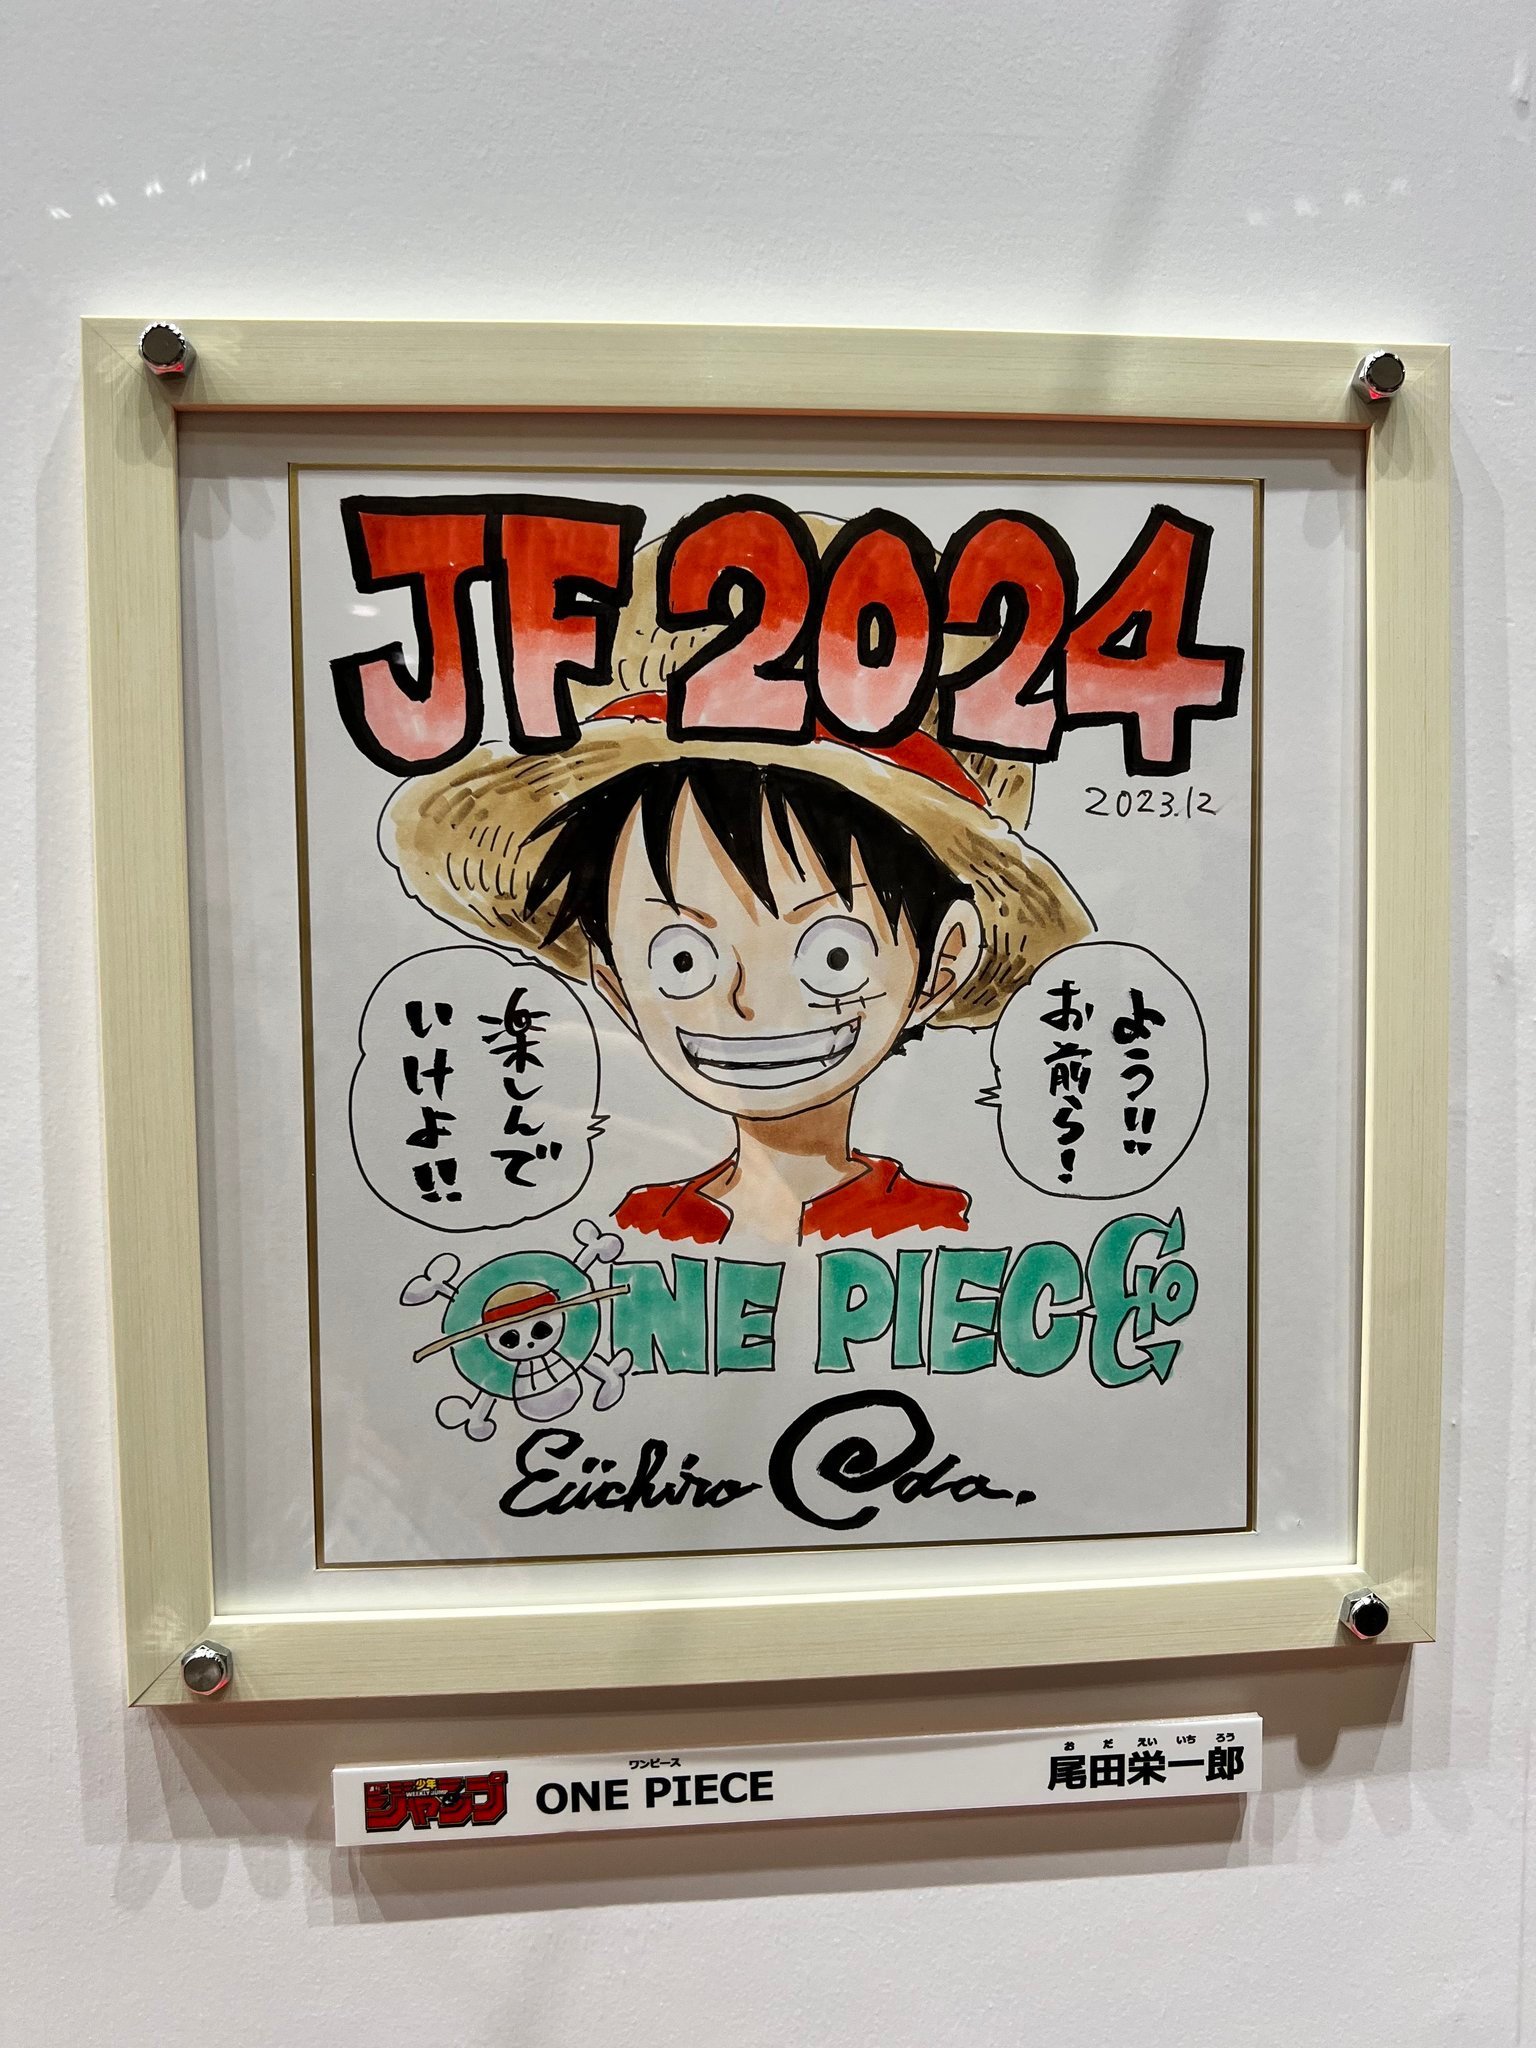 JF2024
2023.12
よう!!
お前ら!
楽しんで
いけよ!!
ONE PIECE
Eiichiro Oda.
少年
WEEKLY JUMP
ジャンプ
ワンピース
ONE PIECE
お だ えい いち ろう
尾田栄一郎